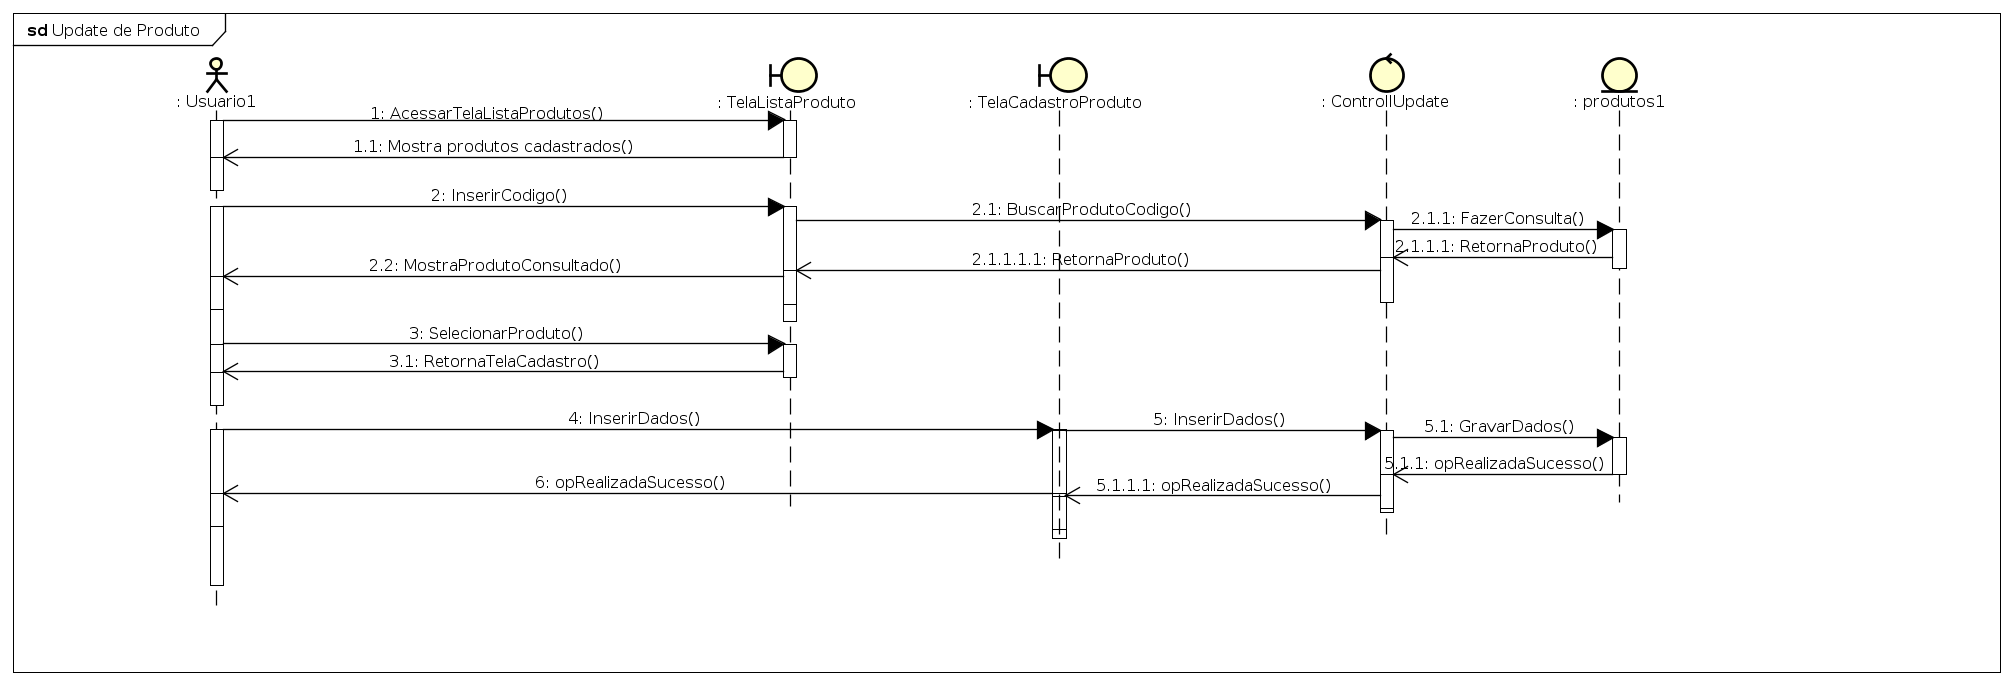 sd Update de Produto
: Usuario1
: TelaListaProduto
: TelaCadastroProduto
: ControllUpdate
: produtos1
1: AcessarTelaListaProdutos()
1.1: Mostra produtos cadastrados()
2: InserirCodigo()
2.1: BuscarProdutoCodigo()
2.1.1: FazerConsulta()
2.1.1.1: RetornaProduto()
2.1.1.1.1: RetornaProduto()
2.2: MostraProdutoConsultado()
3: SelecionarProduto()
3.1: RetornaTelaCadastro()
4: InserirDados()
5: InserirDados()
5.1: GravarDados()
5.1.1: opRealizadaSucesso()
5.1.1.1: opRealizadaSucesso()
6: opRealizadaSucesso()